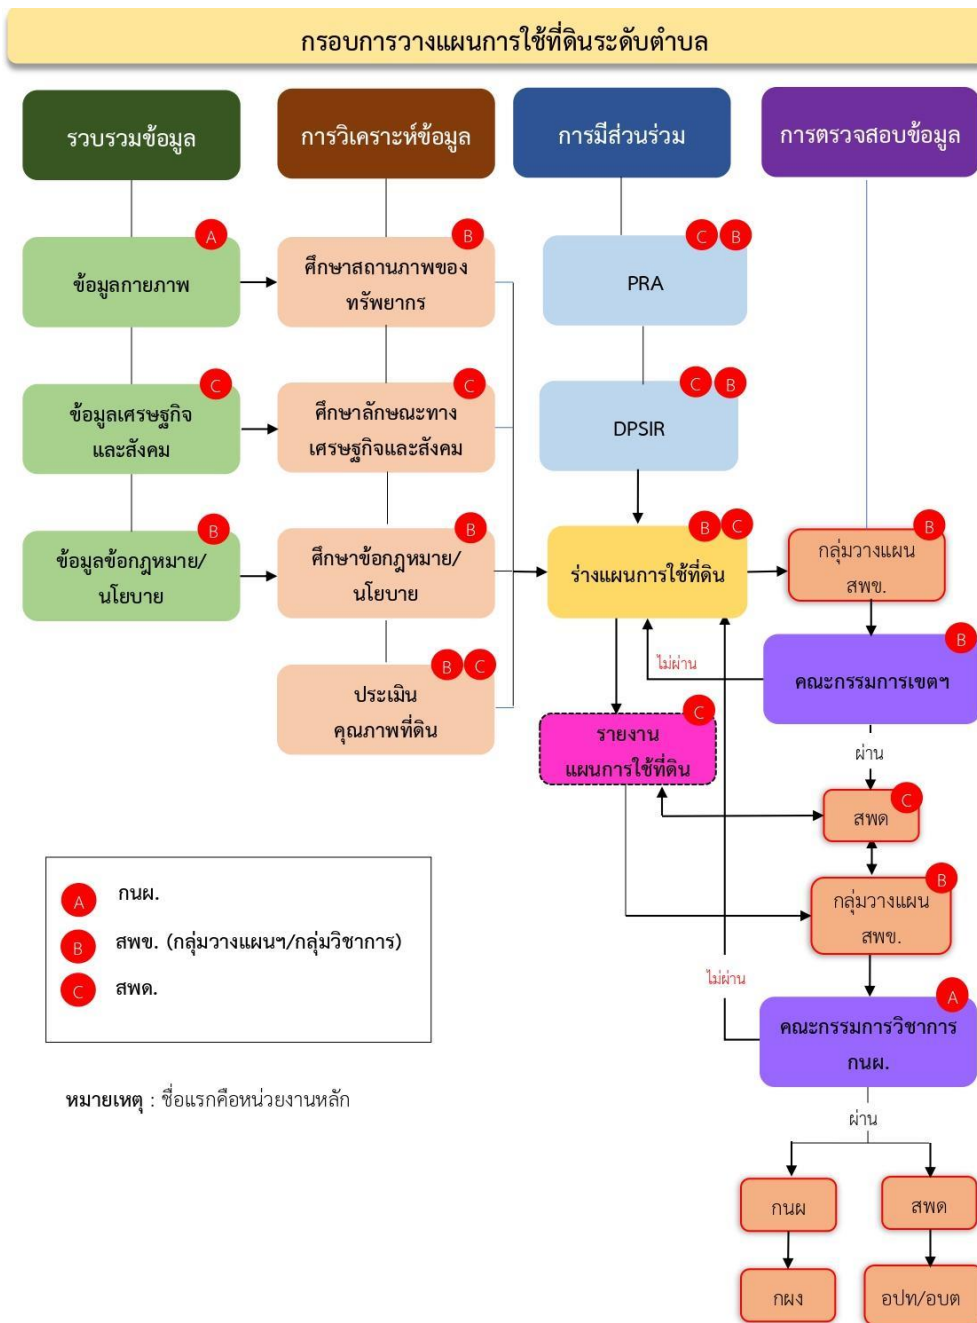 กรอบการวางแผนการใช้ที่ดินระดับตำบล
รวบรวมข้อมูล
การวิเคราะห์ข้อมูล
การมีส่วนร่วม
การตรวจสอบข้อมูล
A
ข้อมูลกายภาพ
B
ศึกษาสถานภาพของ
ทรัพยากร
C B
PRA
C
ข้อมูลเศรษฐกิจ
และสังคม
C
ศึกษาลักษณะทาง
เศรษฐกิจและสังคม
C B
DPSIR
B
ข้อมูลข้อกฎหมาย/
นโยบาย
B
ศึกษาข้อกฎหมาย/
นโยบาย
B C
ร่างแผนการใช้ที่ดิน
B
กลุ่มวางแผน
สพข.
B C
ประเมิน
คุณภาพที่ดิน
ไม่ผ่าน
B
คณะกรรมการเขตฯ
C
รายงาน
แผนการใช้ที่ดิน
ผ่าน
C
สพด
B
กลุ่มวางแผน
สพข.
A กนผ.
B สพข. (กลุ่มวางแผนฯ/กลุ่มวิชาการ)
C สพด.
ไม่ผ่าน
A
คณะกรรมการวิชาการ
กนผ.
หมายเหตุ : ชื่อแรกคือหน่วยงานหลัก
ผ่าน
กนผ
สพด
กผง
อปท/อบต